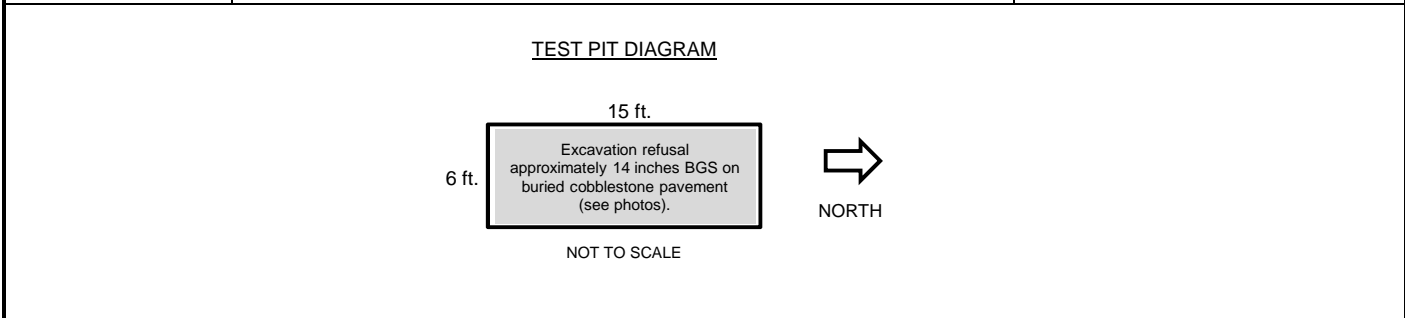 TEST PIT DIAGRAM
15 ft.
6 ft.
Excavation refusal
approximately 14 inches BGS on
buried cobblestone pavement
(see photos).
NORTH
NOT TO SCALE